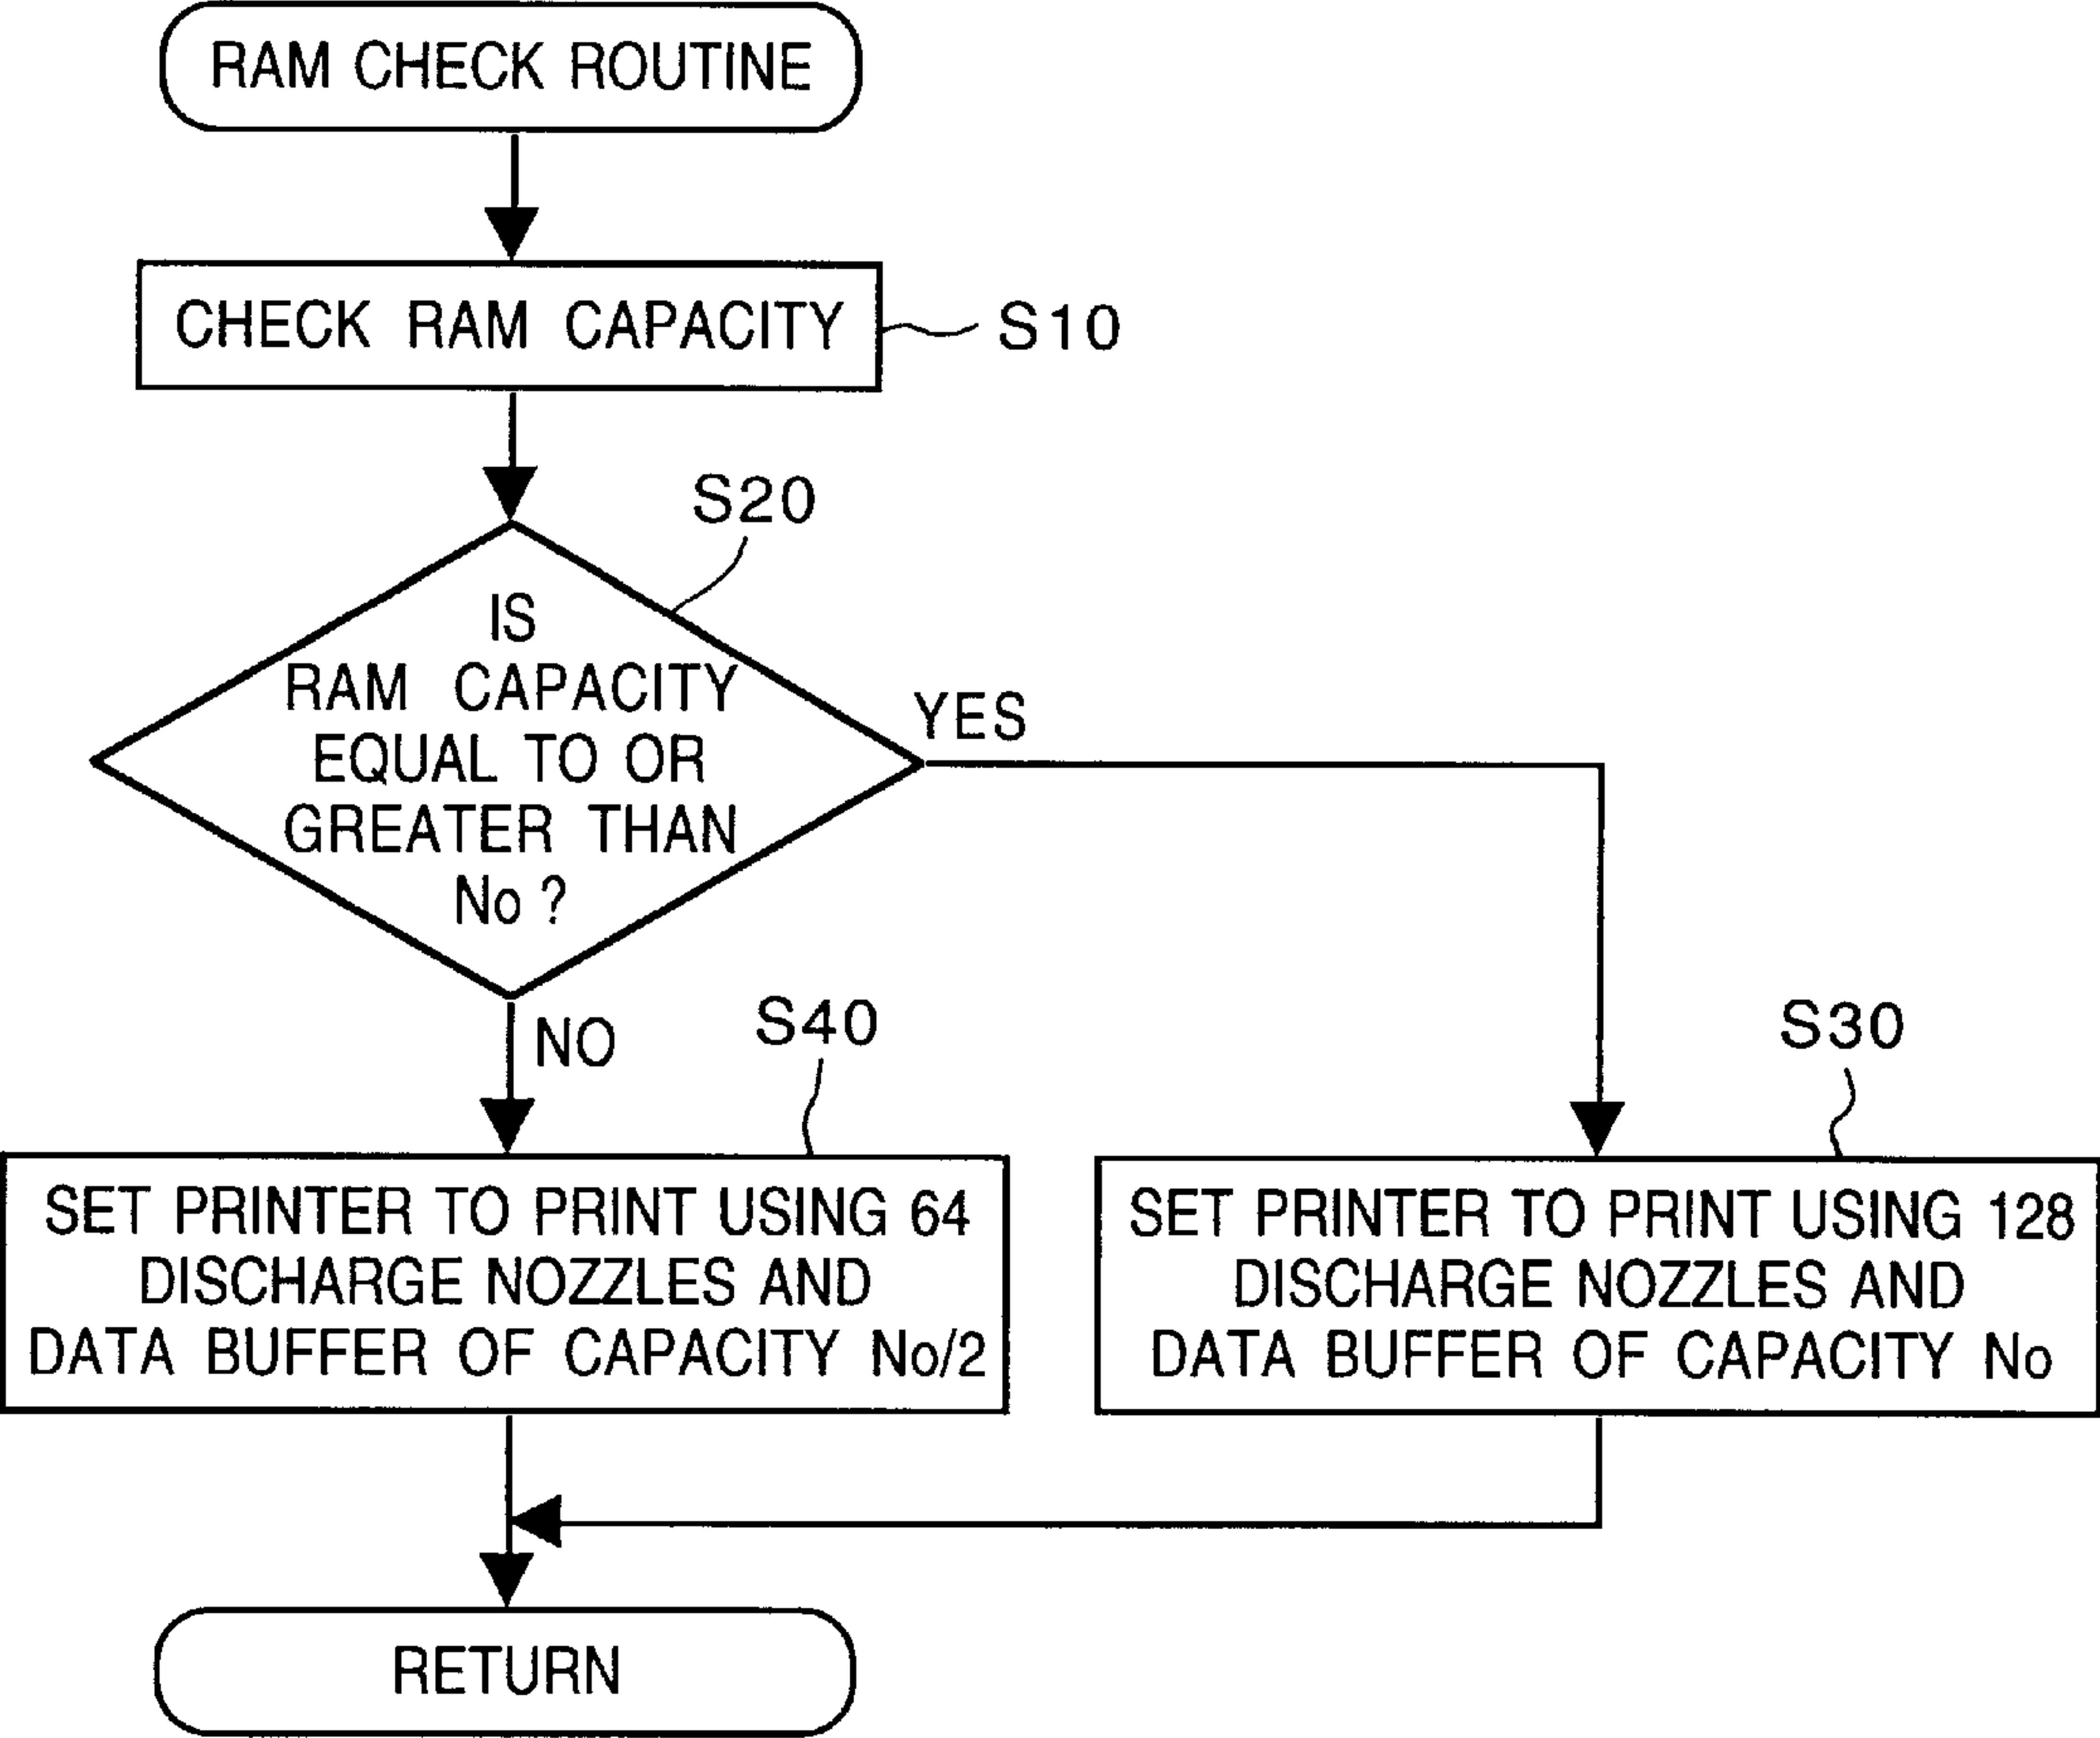 RAM CHECK ROUTINE
CHECK RAM CAPACITY
S10
S20
IS
RAM CAPACITY
EQUAL TO OR
GREATER THAN
No ?
YES
NO
S40
SET PRINTER TO PRINT USING 64
DISCHARGE NOZZLES AND
DATA BUFFER OF CAPACITY No/2
S30
SET PRINTER TO PRINT USING 128
DISCHARGE NOZZLES AND
DATA BUFFER OF CAPACITY No
RETURN